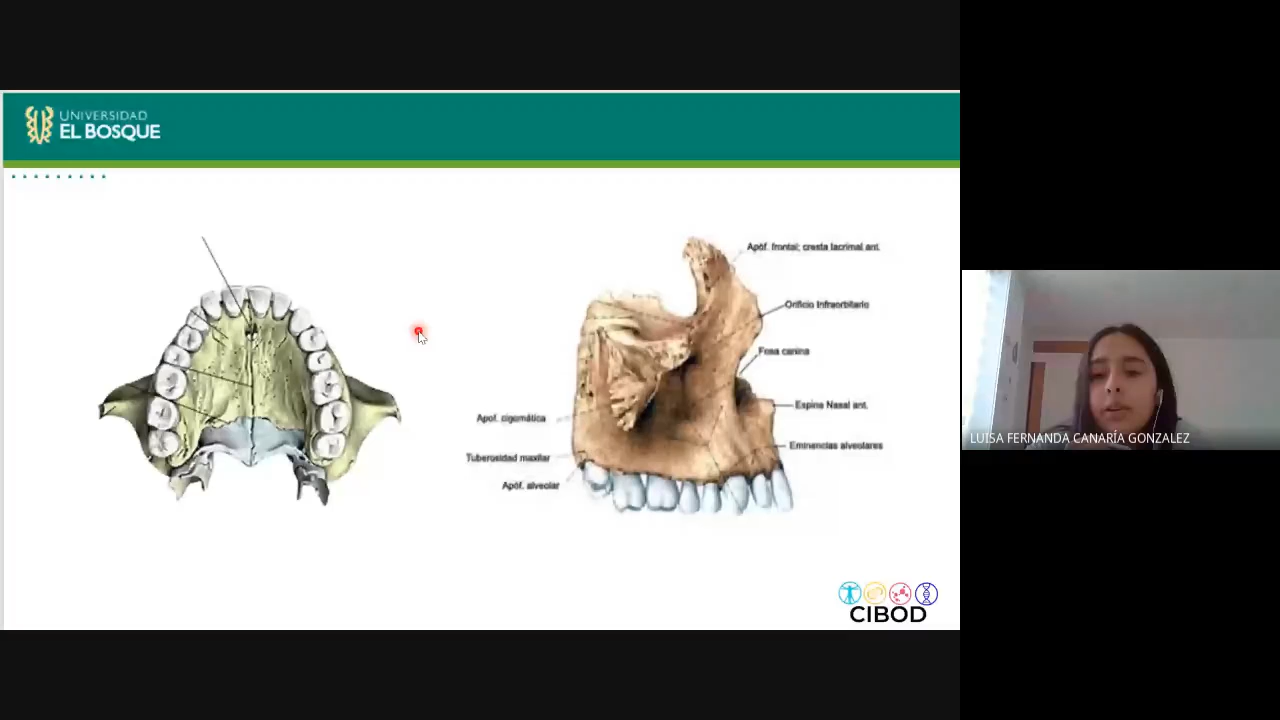 UNIVERSIDAD
EL BOSQUE
Apóf. frontal; cresta lacrimal ant.
Orificio Infraorbitario
Fosa canina
Espina Nasal ant.
Eminencias alveolares
Apof. cigomática
Tuberosidad maxilar
Apóf. alveolar
CIBOD
LUISA FERNANDA CANARÍA GONZALEZ